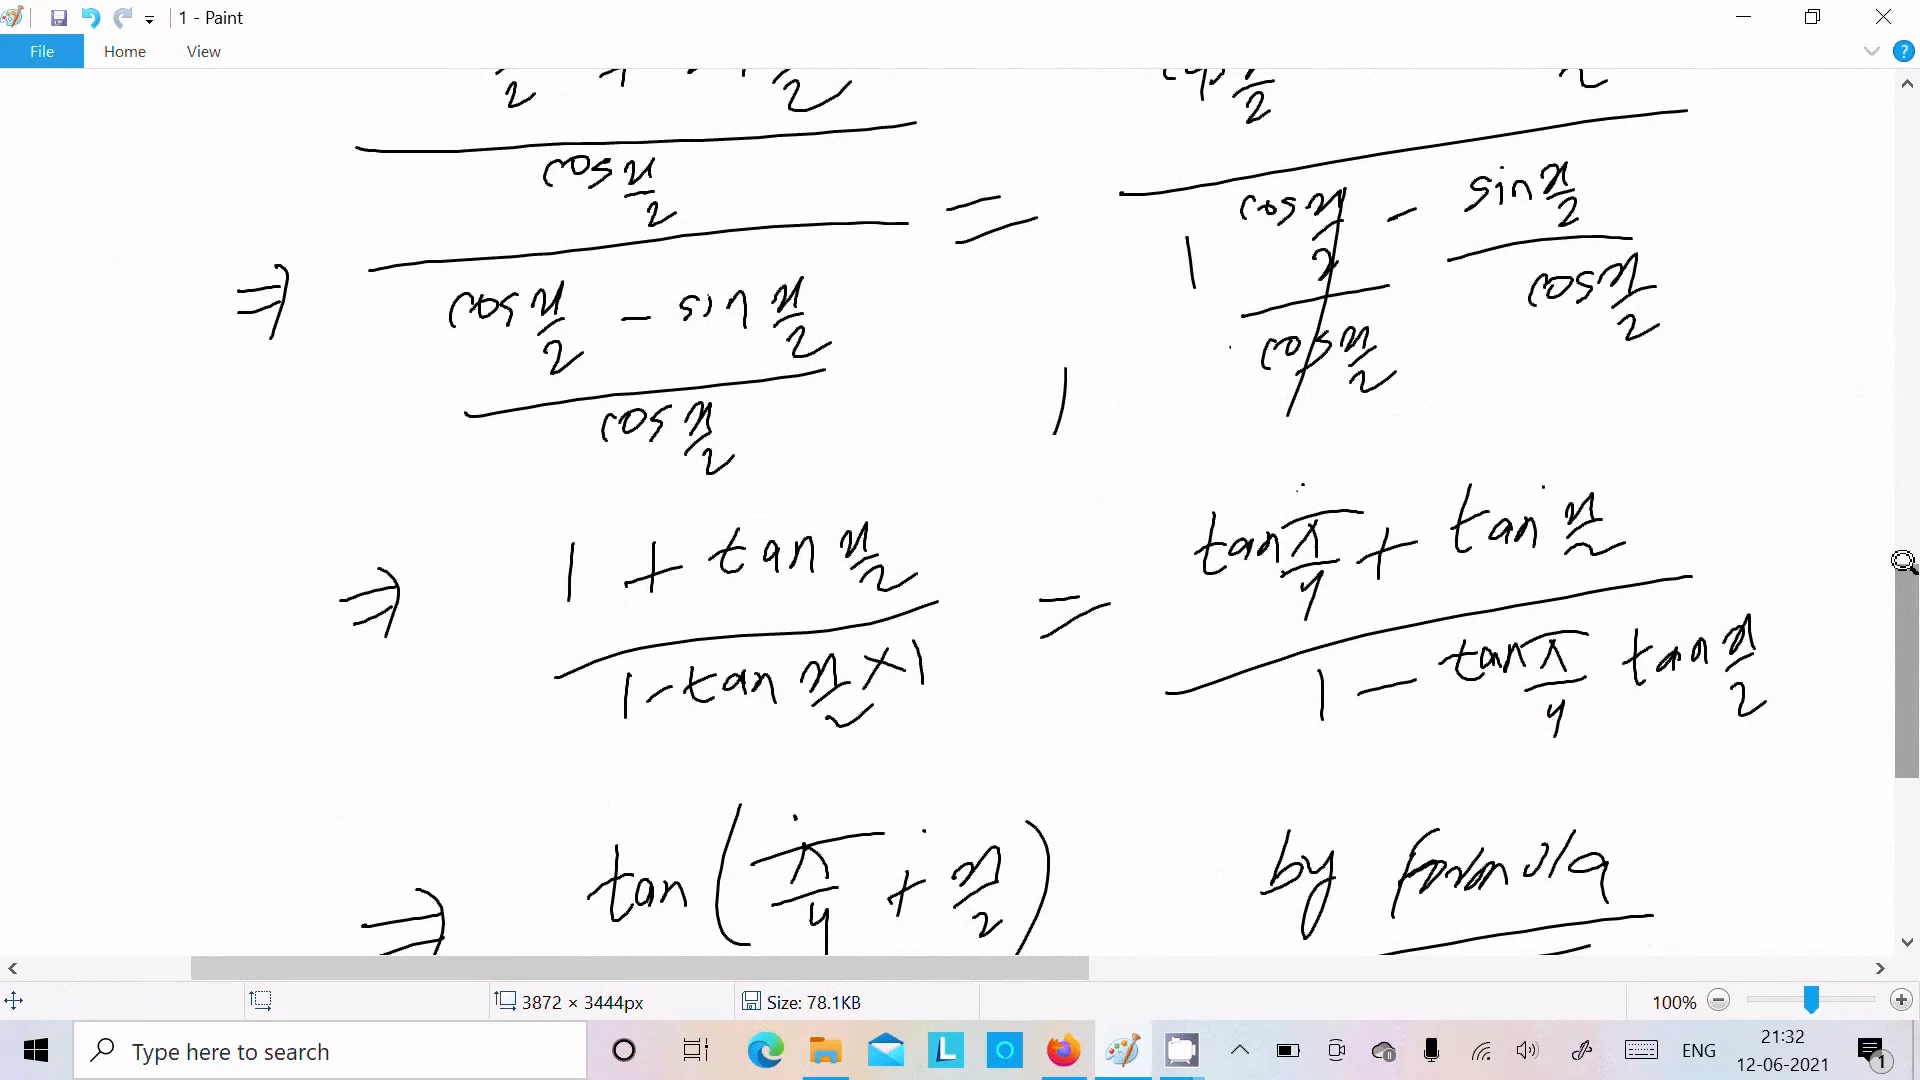 1 - Paint
File Home View
cos x/2
cos x/2 - sin x/2
⇒ =
cos x/2
1 cos x/2 - sin x/2
cos x/2 cos x/2
⇒ 1 + tan x/2 = tan π/4 + tan x/2
1 - tan x/2 × 1 1 - tan π/4 tan x/2
⇒ tan ( π/4 + x/2 ) by formula
3872 × 3444px Size: 78.1KB 100%
Type here to search
ENG
21:32
12-06-2021
1